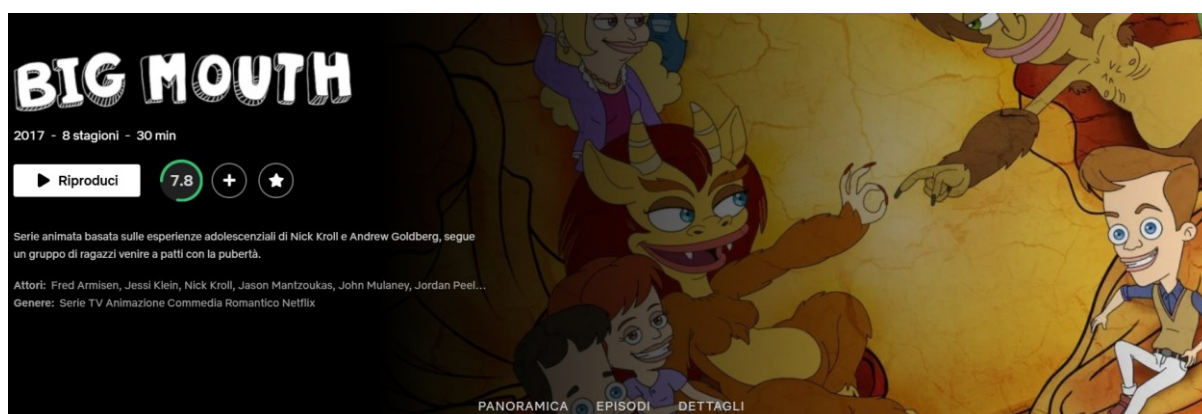 BIG MOUTH
2017 - 8 stagioni - 30 min
Riproduci
7.8
Serie animata basata sulle esperienze adolescenziali di Nick Kroll e Andrew Goldberg, segue
un gruppo di ragazzi venire a patti con la pubertà.
Attori: Fred Armisen, Jessi Klein, Nick Kroll, Jason Mantzoukas, John Mulaney, Jordan Peel...
Genere: Serie TV Animazione Commedia Romantico Netflix
PANORAMICA EPISODI DETTAGLI